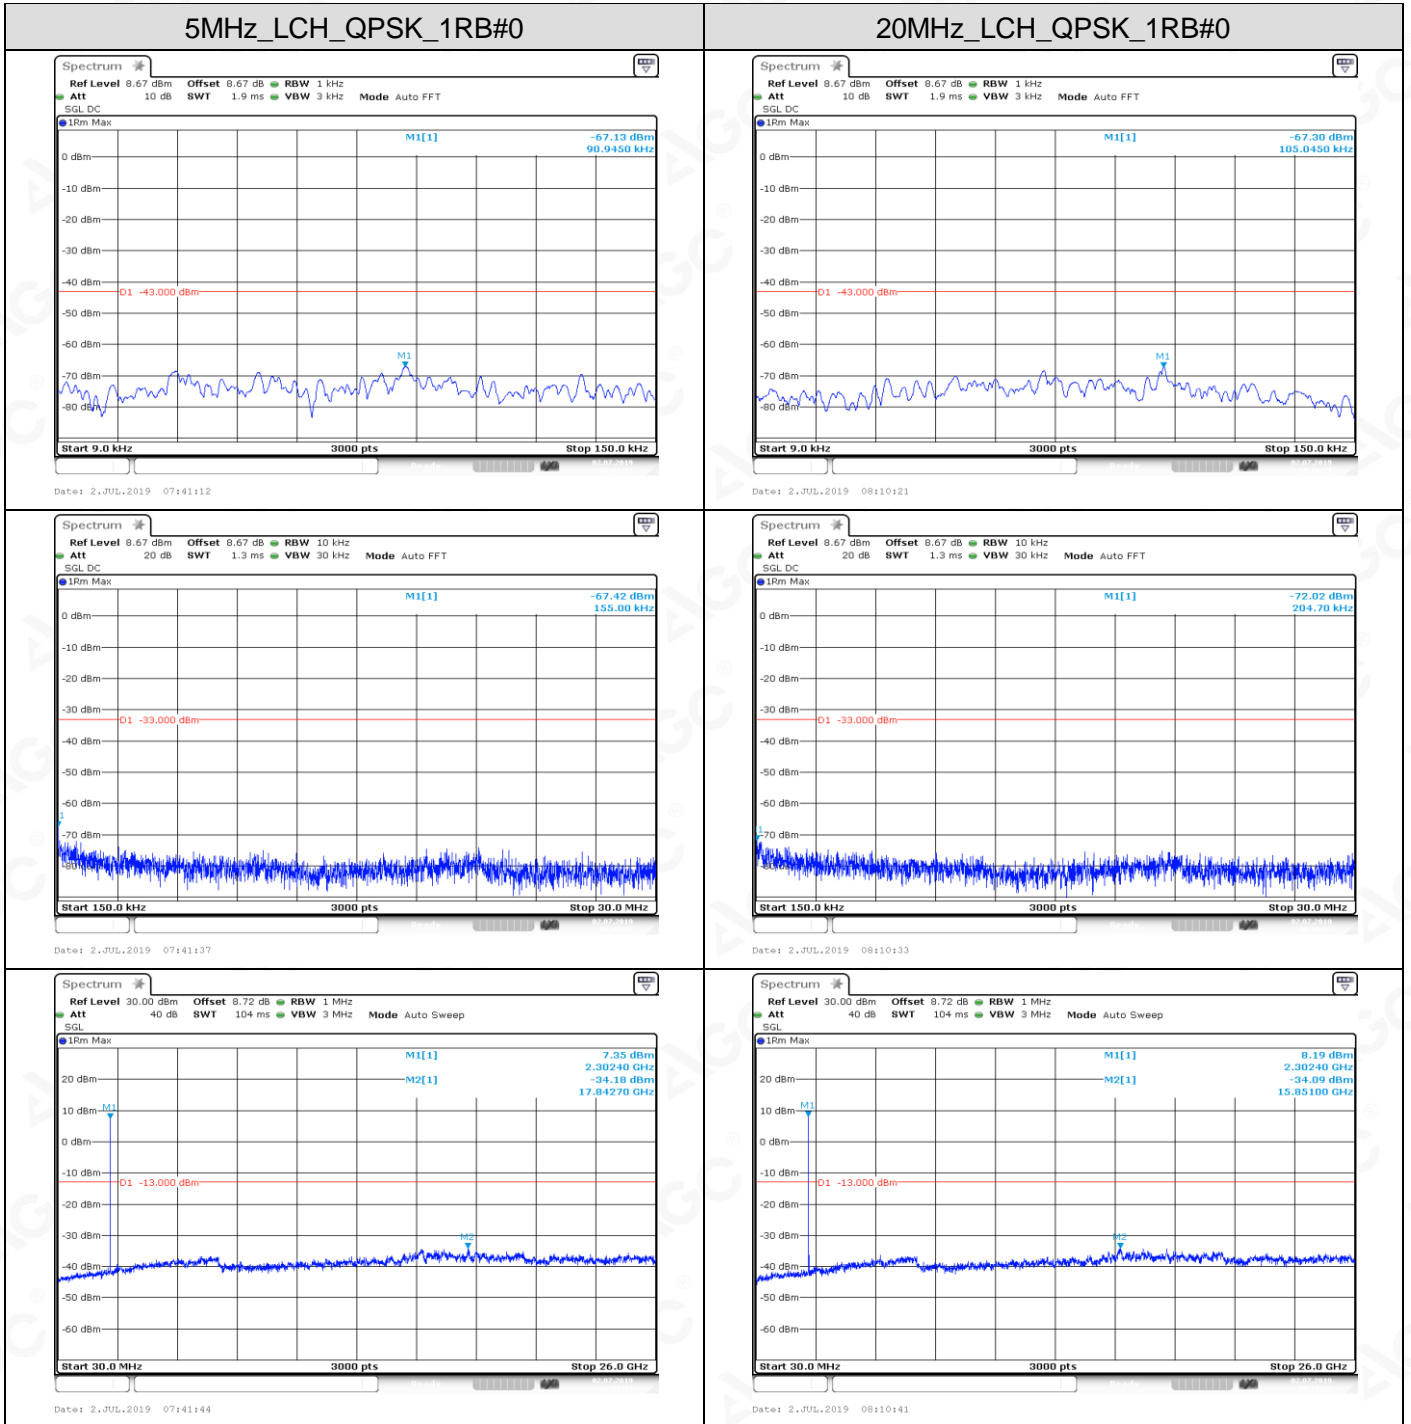 5MHz_LCH_QPSK_1RB#0
20MHz_LCH_QPSK_1RB#0
Spectrum
Ref Level 8.67 dBm Offset 8.67 dB RBW 1 kHz
Att 10 dB SWT 1.9 ms VBW 3 kHz Mode Auto FFT
SGL DC
1Rm Max
M1[1] -67.13 dBm
90.9450 kHz
0 dBm
-10 dBm
-20 dBm
-30 dBm
-40 dBm
D1 -43.000 dBm
-50 dBm
-60 dBm
M1
-70 dBm
-80 dBm
Start 9.0 kHz 3000 pts Stop 150.0 kHz
Date: 2.JUL.2019 07:41:12
Spectrum
Ref Level 8.67 dBm Offset 8.67 dB RBW 1 kHz
Att 10 dB SWT 1.9 ms VBW 3 kHz Mode Auto FFT
SGL DC
1Rm Max
M1[1] -67.30 dBm
105.0450 kHz
0 dBm
-10 dBm
-20 dBm
-30 dBm
-40 dBm
D1 -43.000 dBm
-50 dBm
-60 dBm
M1
-70 dBm
-80 dBm
Start 9.0 kHz 3000 pts Stop 150.0 kHz
Date: 2.JUL.2019 08:10:21
Spectrum
Ref Level 8.67 dBm Offset 8.67 dB RBW 10 kHz
Att 20 dB SWT 1.3 ms VBW 30 kHz Mode Auto FFT
SGL DC
1Rm Max
M1[1] -67.42 dBm
155.00 kHz
0 dBm
-10 dBm
-20 dBm
-30 dBm
D1 -33.000 dBm
-40 dBm
-50 dBm
-60 dBm
-70 dBm
Start 150.0 kHz 3000 pts Stop 30.0 MHz
Date: 2.JUL.2019 07:41:37
Spectrum
Ref Level 8.67 dBm Offset 8.67 dB RBW 10 kHz
Att 20 dB SWT 1.3 ms VBW 30 kHz Mode Auto FFT
SGL DC
1Rm Max
M1[1] -72.02 dBm
204.70 kHz
0 dBm
-10 dBm
-20 dBm
-30 dBm
D1 -33.000 dBm
-40 dBm
-50 dBm
-60 dBm
-70 dBm
Start 150.0 kHz 3000 pts Stop 30.0 MHz
Date: 2.JUL.2019 08:10:33
Spectrum
Ref Level 30.00 dBm Offset 8.72 dB RBW 1 MHz
Att 40 dB SWT 104 ms VBW 3 MHz Mode Auto Sweep
SGL
1Rm Max
M1[1] 7.35 dBm
2.30240 GHz
M2[1] -34.18 dBm
17.84270 GHz
20 dBm
M1
10 dBm
0 dBm
-10 dBm
D1 -13.000 dBm
-20 dBm
-30 dBm
M2
-40 dBm
-50 dBm
-60 dBm
Start 30.0 MHz 3000 pts Stop 26.0 GHz
Date: 2.JUL.2019 07:41:44
Spectrum
Ref Level 30.00 dBm Offset 8.72 dB RBW 1 MHz
Att 40 dB SWT 104 ms VBW 3 MHz Mode Auto Sweep
SGL
1Rm Max
M1[1] 8.19 dBm
2.30240 GHz
M2[1] -34.09 dBm
15.85100 GHz
20 dBm
M1
10 dBm
0 dBm
-10 dBm
D1 -13.000 dBm
-20 dBm
-30 dBm
M2
-40 dBm
-50 dBm
-60 dBm
Start 30.0 MHz 3000 pts Stop 26.0 GHz
Date: 2.JUL.2019 08:10:41